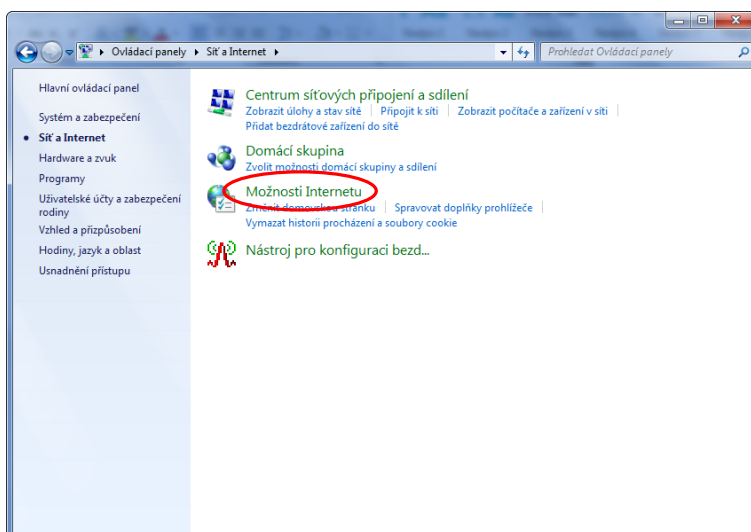 Ovládací panely
Síť a Internet
Prohledat Ovládací panely
Hlavní ovládací panel
Systém a zabezpečení
Síť a Internet
Hardware a zvuk
Programy
Uživatelské účty a zabezpečení
rodiny
Vzhled a přizpůsobení
Hodiny, jazyk a oblast
Usnadnění přístupu
Centrum síťových připojení a sdílení
Zobrazit úlohy a stav sítě
Připojit k síti
Zobrazit počítače a zařízení v síti
Přidat bezdrátové zařízení do sítě
Domácí skupina
Zvolit možnosti domácí skupiny a sdílení
Možnosti Internetu
Změnit domovskou stránku
Spravovat doplňky prohlížeče
Vymazat historii procházení a soubory cookie
Nástroj pro konfiguraci bezd...